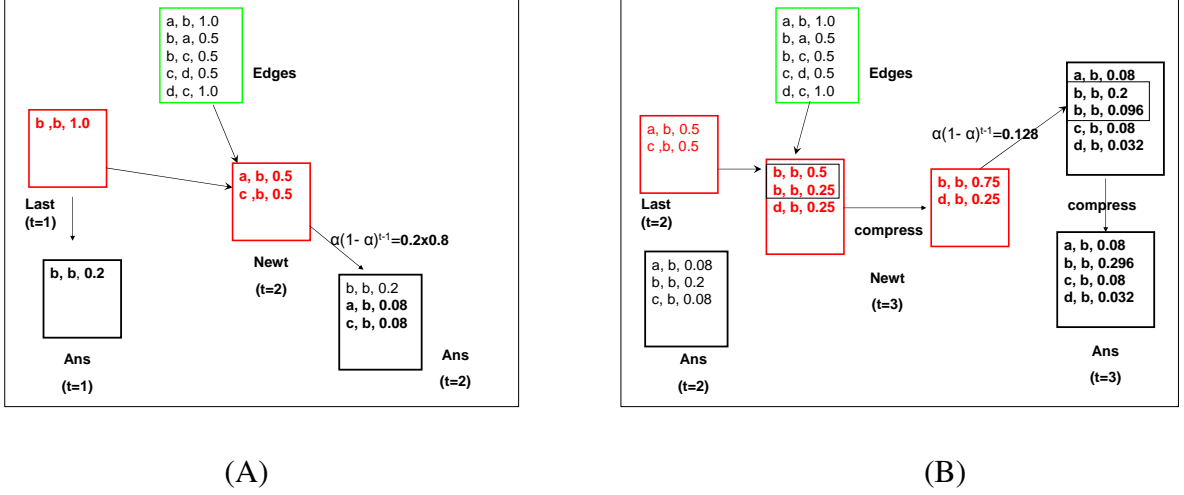 a, b, 1.0
b, a, 0.5
b, c, 0.5
c, d, 0.5
d, c, 1.0
Edges
b ,b, 1.0
Last
(t=1)
a, b, 0.5
c ,b, 0.5
Newt
(t=2)
α(1- α)^t-1=0.2x0.8
b, b, 0.2
Ans
(t=1)
b, b, 0.2
a, b, 0.08
c, b, 0.08
Ans
(t=2)
(A)
a, b, 1.0
b, a, 0.5
b, c, 0.5
c, d, 0.5
d, c, 1.0
Edges
a, b, 0.5
c ,b, 0.5
Last
(t=2)
b, b, 0.5
b, b, 0.25
d, b, 0.25
compress
Newt
(t=3)
b, b, 0.75
d, b, 0.25
α(1- α)^t-1=0.128
a, b, 0.08
b, b, 0.2
b, b, 0.096
c, b, 0.08
d, b, 0.032
compress
a, b, 0.08
b, b, 0.2
c, b, 0.08
Ans
(t=2)
a, b, 0.08
b, b, 0.296
c, b, 0.08
d, b, 0.032
Ans
(t=3)
(B)